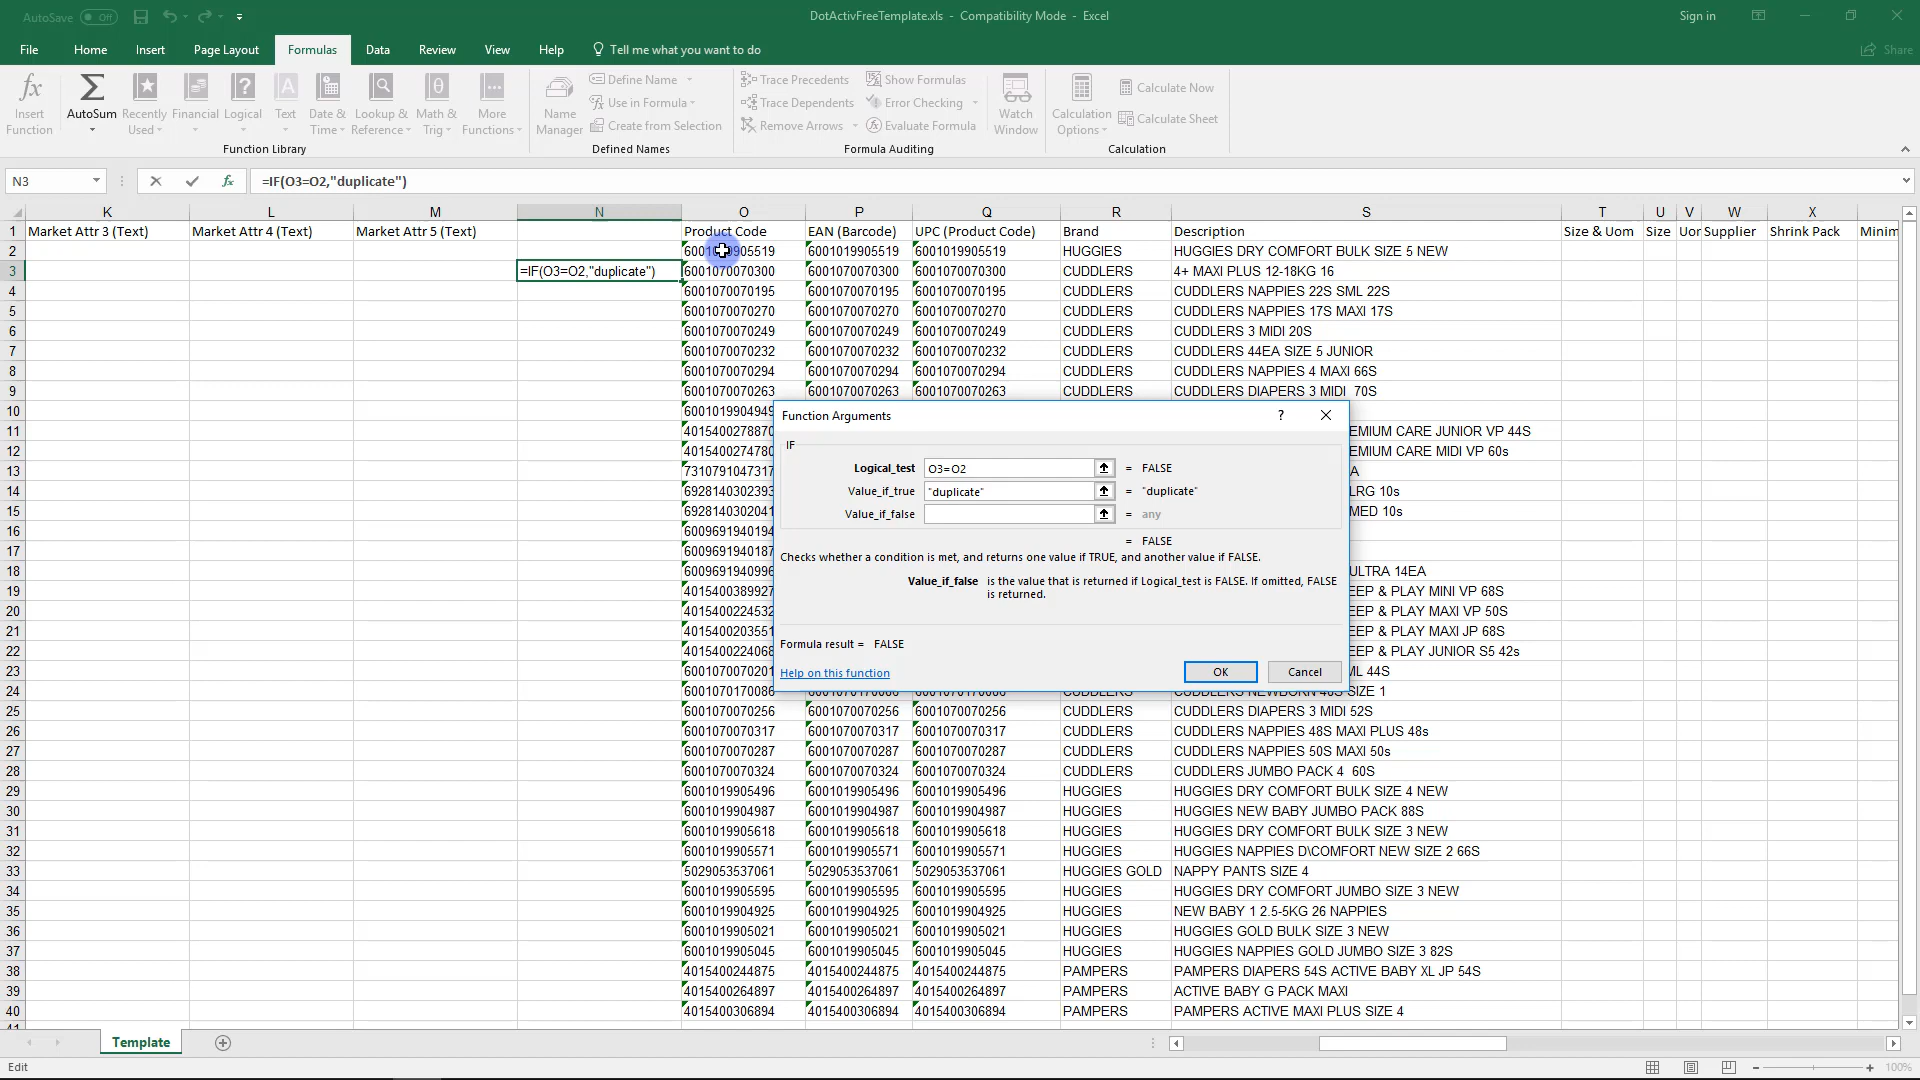 AutoSave Off
DotActivFreeTemplate.xls - Compatibility Mode - Excel
Sign in
File Home Insert Page Layout Formulas Data Review View Help Tell me what you want to do
Share
fx
Insert Function
AutoSum
Recently Used
Financial
Logical
Text
Date & Time
Lookup & Reference
Math & Trig
More Functions
Function Library
Name Manager
Define Name
Use in Formula
Create from Selection
Defined Names
Trace Precedents
Trace Dependents
Remove Arrows
Show Formulas
Error Checking
Evaluate Formula
Formula Auditing
Watch Window
Calculation Options
Calculate Now
Calculate Sheet
Calculation
N3 fx =IF(O3=O2,"duplicate")
K L M N O P Q R S T U V W X
1 Market Attr 3 (Text) Market Attr 4 (Text) Market Attr 5 (Text) Product Code EAN (Barcode) UPC (Product Code) Brand Description Size & Uom Size Uor Supplier Shrink Pack Minim
2 6001019905519 6001019905519 HUGGIES HUGGIES DRY COMFORT BULK SIZE 5 NEW
3 =IF(O3=O2,"duplicate") 6001070070300 6001070070300 6001070070300 CUDDLERS 4+ MAXI PLUS 12-18KG 16
4 6001070070195 6001070070195 6001070070195 CUDDLERS CUDDLERS NAPPIES 22S SML 22S
5 6001070070270 6001070070270 6001070070270 CUDDLERS CUDDLERS NAPPIES 17S MAXI 17S
6 6001070070249 6001070070249 6001070070249 CUDDLERS CUDDLERS 3 MIDI 20S
7 6001070070232 6001070070232 6001070070232 CUDDLERS CUDDLERS 44EA SIZE 5 JUNIOR
8 6001070070294 6001070070294 6001070070294 CUDDLERS CUDDLERS NAPPIES 4 MAXI 66S
9 6001070070263 6001070070263 6001070070263 CUDDLERS CUDDLERS DIAPERS 3 MIDI 70S
10 6001019904949
11 4015400278870 EMIUM CARE JUNIOR VP 44S
12 4015400274780 EMIUM CARE MIDI VP 60s
13 7310791047317 A
14 6928140302393 LRG 10s
15 6928140302041 MED 10s
16 6009691940194
17 6009691940187
18 6009691940996 ULTRA 14EA
19 4015400389927 EEP & PLAY MINI VP 68S
20 4015400224532 EEP & PLAY MAXI VP 50S
21 4015400203551 EEP & PLAY MAXI JP 68S
22 4015400224068 EEP & PLAY JUNIOR S5 42s
23 6001070070201 ML 44S
24 6001070170086 6001070170086 6001070170086 CUDDLERS CUDDLERS NEWBORN 40S SIZE 1
25 6001070070256 6001070070256 6001070070256 CUDDLERS CUDDLERS DIAPERS 3 MIDI 52S
26 6001070070317 6001070070317 6001070070317 CUDDLERS CUDDLERS NAPPIES 48S MAXI PLUS 48s
27 6001070070287 6001070070287 6001070070287 CUDDLERS CUDDLERS NAPPIES 50S MAXI 50s
28 6001070070324 6001070070324 6001070070324 CUDDLERS CUDDLERS JUMBO PACK 4 60S
29 6001019905496 6001019905496 6001019905496 HUGGIES HUGGIES DRY COMFORT BULK SIZE 4 NEW
30 6001019904987 6001019904987 6001019904987 HUGGIES HUGGIES NEW BABY JUMBO PACK 88S
31 6001019905618 6001019905618 6001019905618 HUGGIES HUGGIES DRY COMFORT BULK SIZE 3 NEW
32 6001019905571 6001019905571 6001019905571 HUGGIES HUGGIES NAPPIES D\COMFORT NEW SIZE 2 66S
33 5029053537061 5029053537061 5029053537061 HUGGIES GOLD NAPPY PANTS SIZE 4
34 6001019905595 6001019905595 6001019905595 HUGGIES HUGGIES DRY COMFORT JUMBO SIZE 3 NEW
35 6001019904925 6001019904925 6001019904925 HUGGIES NEW BABY 1 2.5-5KG 26 NAPPIES
36 6001019905021 6001019905021 6001019905021 HUGGIES HUGGIES GOLD BULK SIZE 3 NEW
37 6001019905045 6001019905045 6001019905045 HUGGIES HUGGIES NAPPIES GOLD JUMBO SIZE 3 82S
38 4015400244875 4015400244875 4015400244875 PAMPERS PAMPERS DIAPERS 54S ACTIVE BABY XL JP 54S
39 4015400264897 4015400264897 4015400264897 PAMPERS ACTIVE BABY G PACK MAXI
40 4015400306894 4015400306894 4015400306894 PAMPERS PAMPERS ACTIVE MAXI PLUS SIZE 4
41
Function Arguments ?
IF
Logical_test O3=O2 = FALSE
Value_if_true "duplicate" = "duplicate"
Value_if_false = any
= FALSE
Checks whether a condition is met, and returns one value if TRUE, and another value if FALSE.
Value_if_false is the value that is returned if Logical_test is FALSE. If omitted, FALSE
is returned.
Formula result = FALSE
Help on this function
OK Cancel
Template
Edit
100%